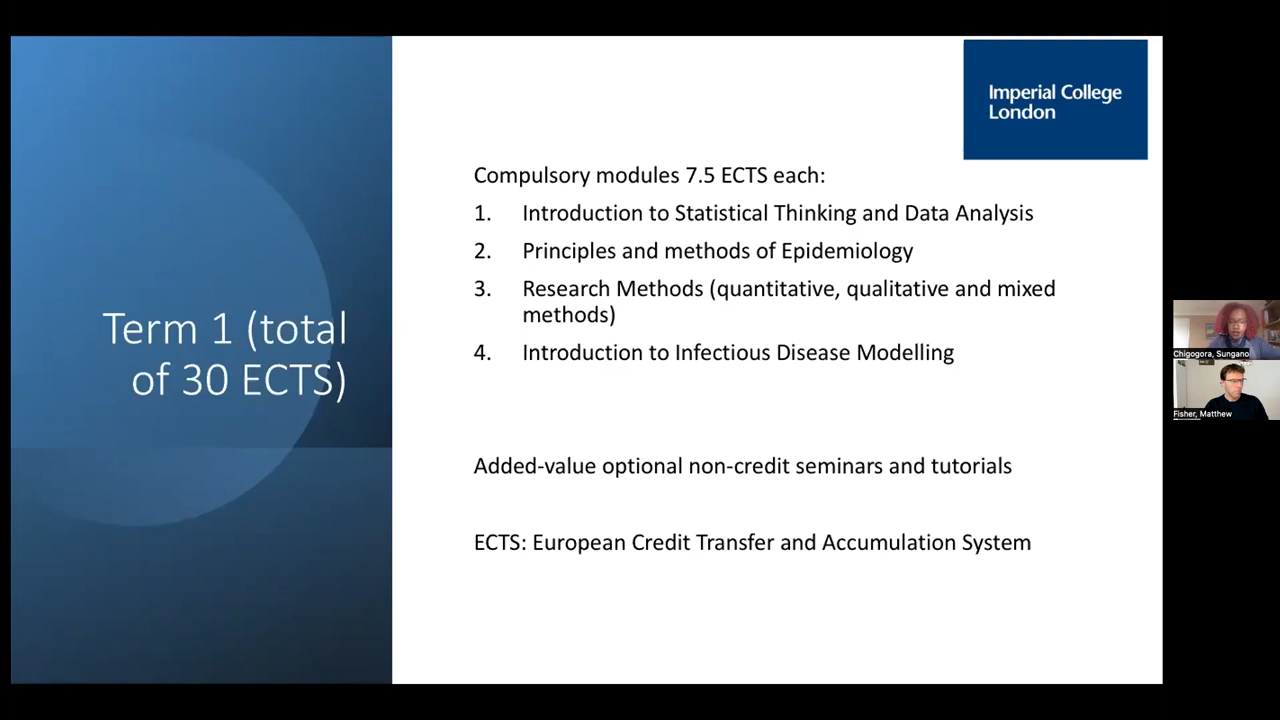 Term 1 (total
of 30 ECTS)
Imperial College
London
Compulsory modules 7.5 ECTS each:
1. Introduction to Statistical Thinking and Data Analysis
2. Principles and methods of Epidemiology
3. Research Methods (quantitative, qualitative and mixed
methods)
4. Introduction to Infectious Disease Modelling
Added-value optional non-credit seminars and tutorials
ECTS: European Credit Transfer and Accumulation System
Chigogora, Sungano
Fisher, Matthew